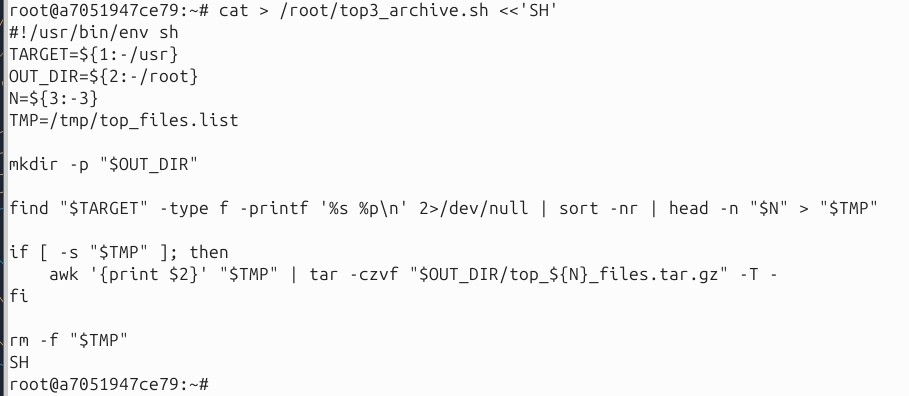 root@a7051947ce79:~# cat > /root/top3_archive.sh <<'SH'
#!/usr/bin/env sh
TARGET=${1:-/usr}
OUT_DIR=${2:-/root}
N=${3:-3}
TMP=/tmp/top_files.list

mkdir -p "$OUT_DIR"

find "$TARGET" -type f -printf '%s %p\n' 2>/dev/null | sort -nr | head -n "$N" > "$TMP"

if [ -s "$TMP" ]; then
    awk '{print $2}' "$TMP" | tar -czvf "$OUT_DIR/top_${N}_files.tar.gz" -T -
fi

rm -f "$TMP"
SH
root@a7051947ce79:~#